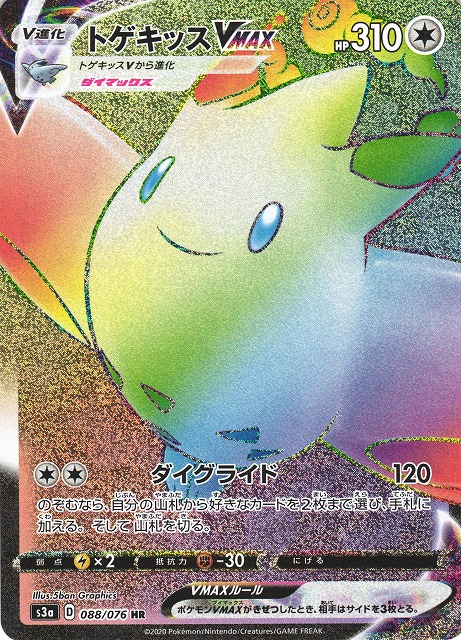 V進化
トゲキッスVMAX
HP310
トゲキッスVから進化
ダイマックス
ダイグライド 120
のぞむなら、自分の山札から好きなカードを2枚まで選び、手札に
加える。そして山札を切る。
弱点 ×2 抵抗力 -30 にげる
VMAXルール
ポケモンVMAXがきぜつしたとき、相手はサイドを3枚とる。
Illus. 5ban Graphics
s3a D 088/076 HR
©2020 Pokémon/Nintendo/Creatures/GAME FREAK.